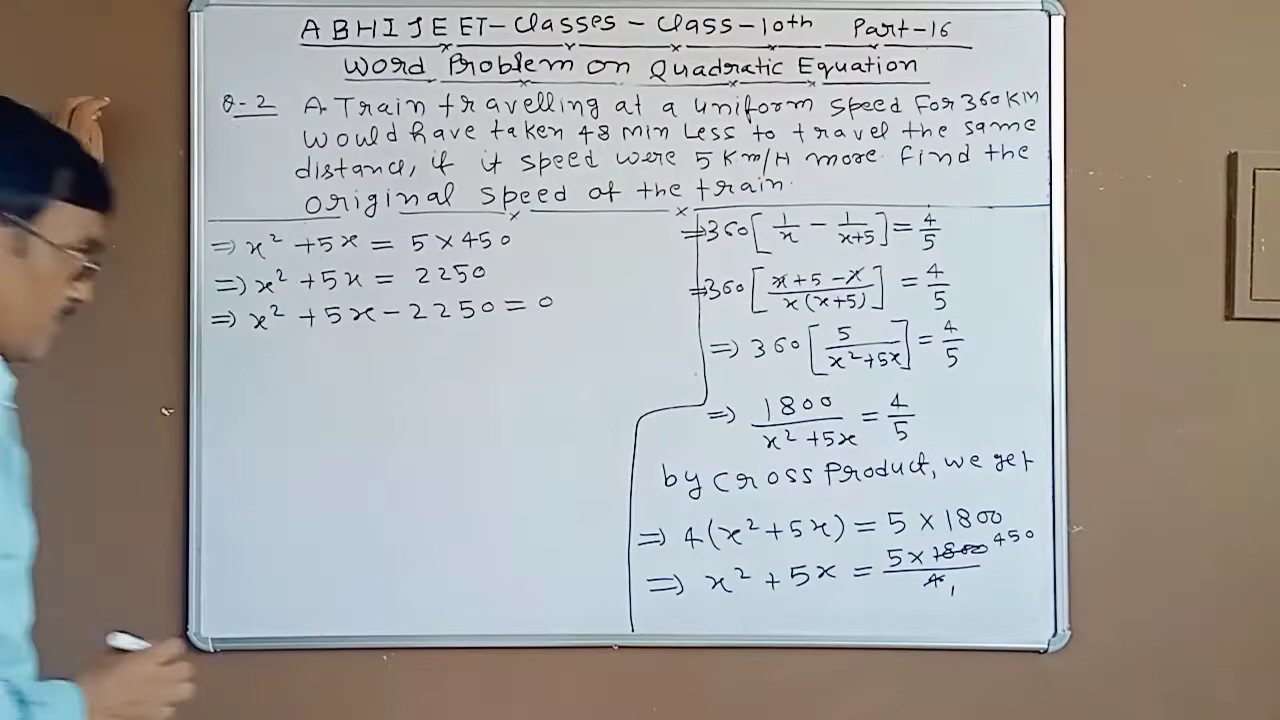 ABHIJEET-Classes-Class-10th Part-16
Word Problem on Quadratic Equation
Q-2 A Train travelling at a uniform speed for 360 KM
would have taken 48 min Less to travel the same
distance, if it speed were 5 Km/H more find the
original speed of the train.
⇒ x² + 5x = 5 × 450
⇒ x² + 5x = 2250
⇒ x² + 5x - 2250 = 0
⇒ 360 [1/x - 1/(x+5)] = 4/5
⇒ 360 [(x+5-x)/(x(x+5))] = 4/5
⇒ 360 [5/(x²+5x)] = 4/5
⇒ 1800/(x²+5x) = 4/5
by cross Product, we get
⇒ 4(x²+5x) = 5 × 1800
⇒ x² + 5x = (5 × 1800)/4 450 1